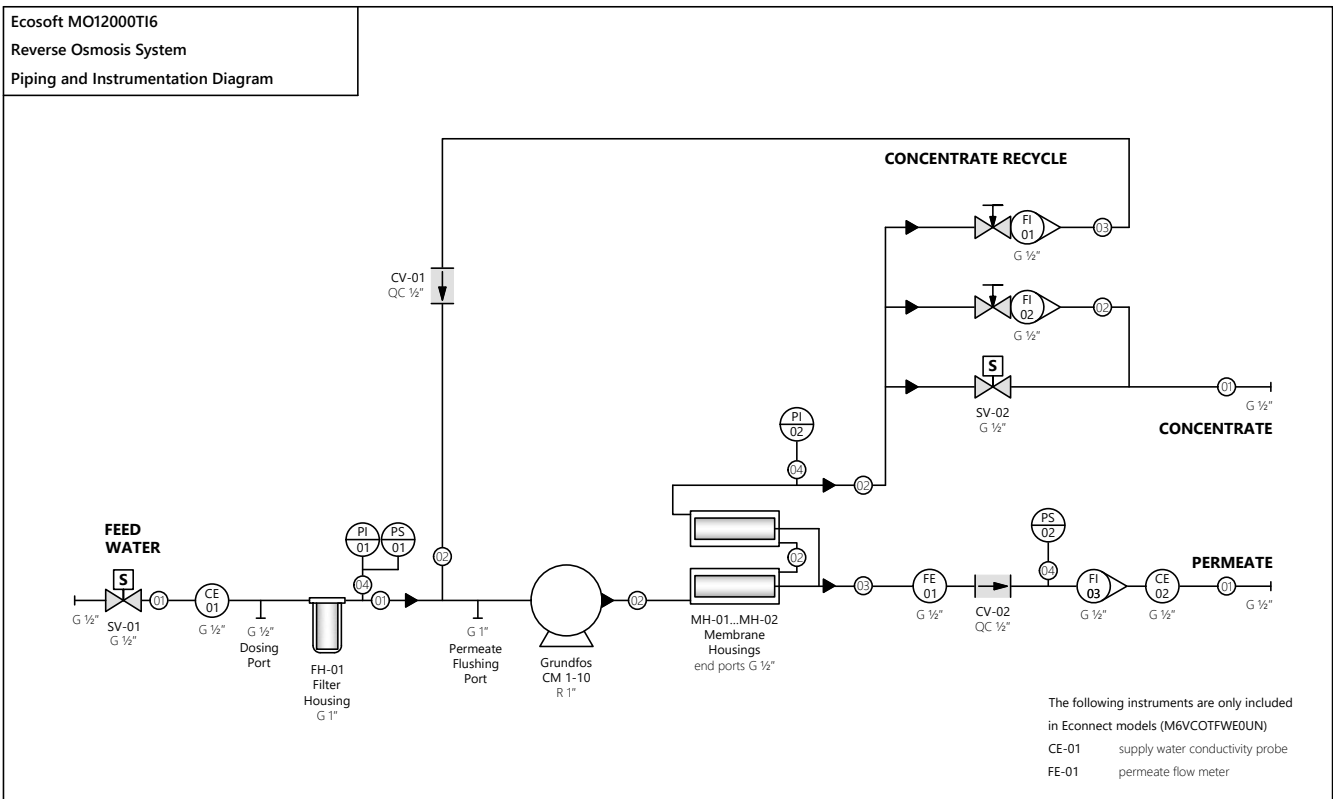 Ecosoft MO12000TI6
Reverse Osmosis System
Piping and Instrumentation Diagram
CONCENTRATE RECYCLE
FI
01
G ½"
03
CV-01
QC ½"
FI
02
G ½"
02
S
SV-02
G ½"
01
G ½"
CONCENTRATE
PI
02
04
02
FEED
WATER
G ½"
S
SV-01
G ½"
01
CE
01
G ½"
G ½"
Dosing
Port
FH-01
Filter
Housing
G 1"
PI
01
PS
01
04
01
02
G 1"
Permeate
Flushing
Port
Grundfos
CM 1-10
R 1"
02
02
MH-01...MH-02
Membrane
Housings
end ports G ½"
03
FE
01
G ½"
CV-02
QC ½"
PS
02
04
FI
03
G ½"
CE
02
G ½"
PERMEATE
01
G ½"
The following instruments are only included
in Econnect models (M6VCOTFWE0UN)
CE-01 supply water conductivity probe
FE-01 permeate flow meter